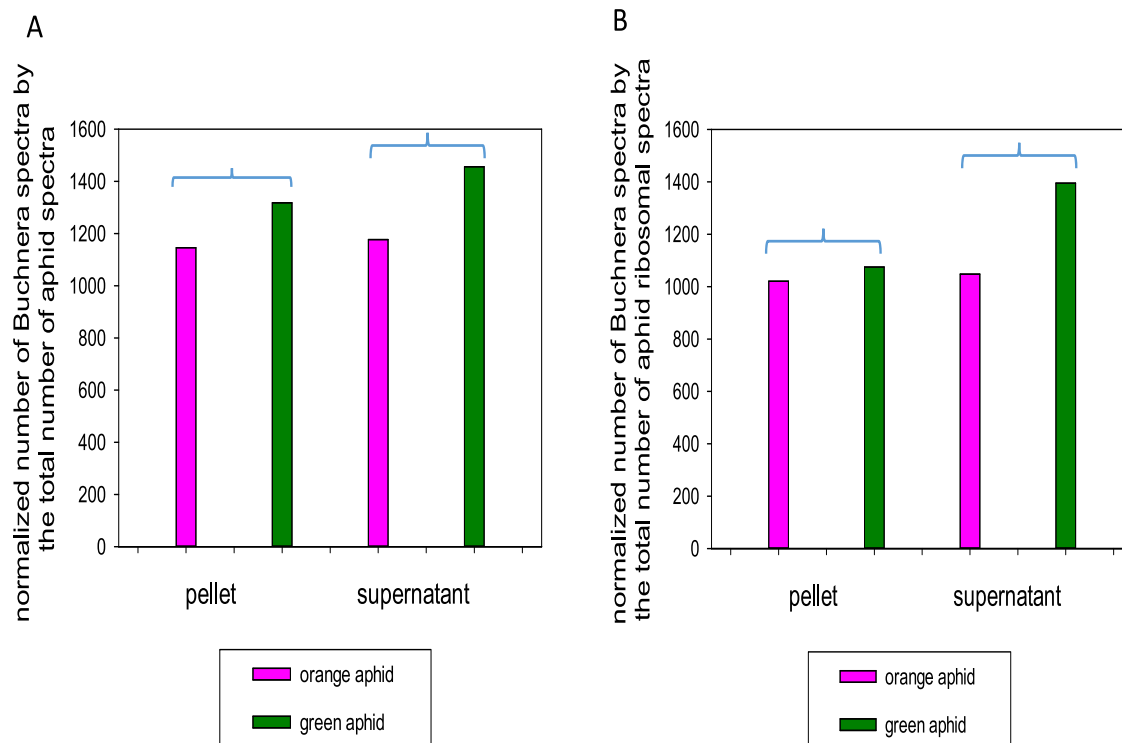 A
normalized number of Buchnera spectra by
the total number of aphid spectra
1600
1400
1200
1000
800
600
400
200
0
pellet
supernatant
orange aphid
green aphid
B
normalized number of Buchnera spectra by
the total number of aphid ribosomal spectra
1600
1400
1200
1000
800
600
400
200
0
pellet
supernatant
orange aphid
green aphid